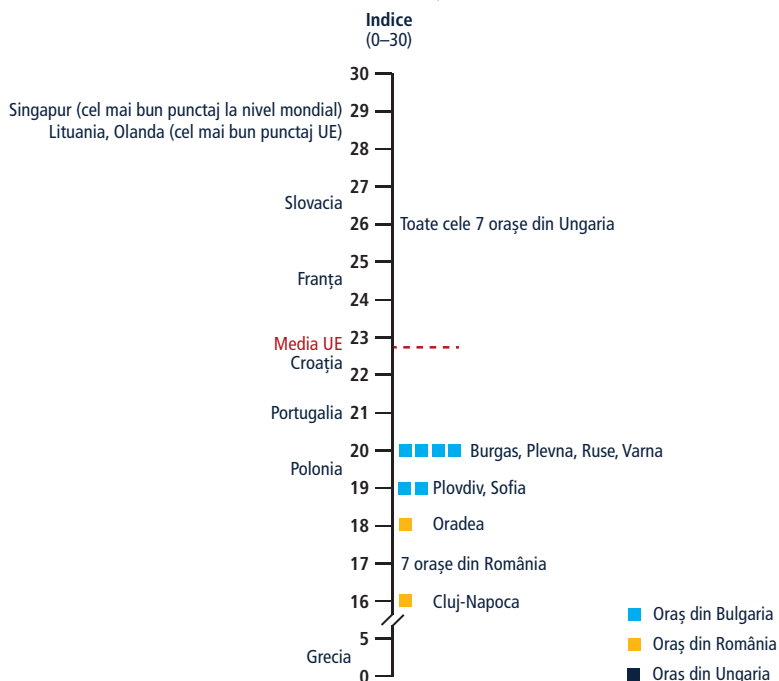 Indice
(0–30)
30
Singapur (cel mai bun punctaj la nivel mondial) 29
Lituania, Olanda (cel mai bun punctaj UE)
28
27
Slovacia
26 Toate cele 7 orașe din Ungaria
25
Franța
24
Media UE 23
Croația
22
Portugalia 21
20 Burgas, Plevna, Ruse, Varna
Polonia
19 Plovdiv, Sofia
18 Oradea
17 7 orașe din România
16 Cluj-Napoca
Oraș din Bulgaria
5
Oraș din România
Grecia
0
Oraș din Ungaria